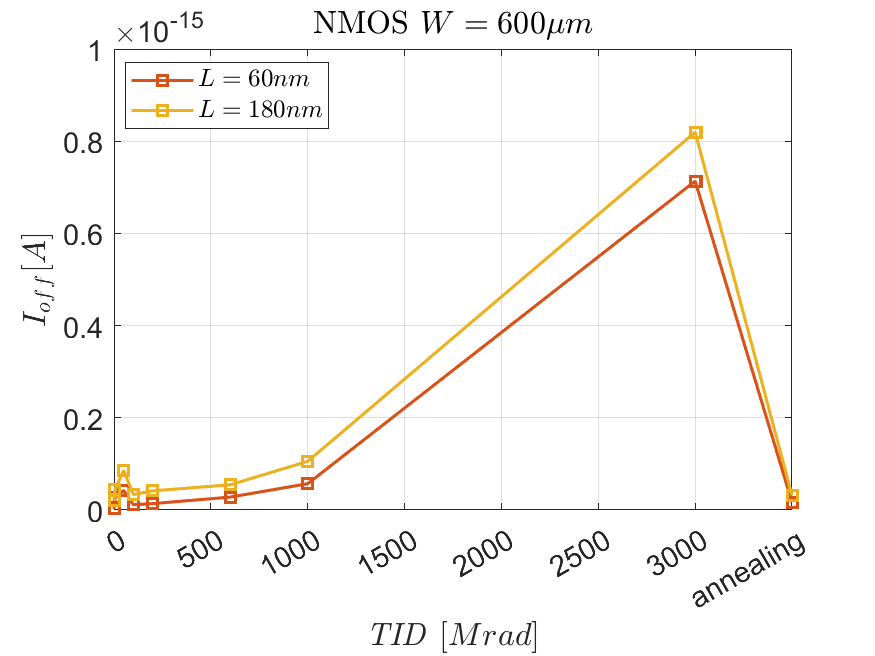 NMOS W = 600μm
×10^-15
L = 60nm
L = 180nm
1
0.8
0.6
0.4
0.2
0
I_off[A]
0 500 1000 1500 2000 2500 3000 annealing
TID [Mrad]